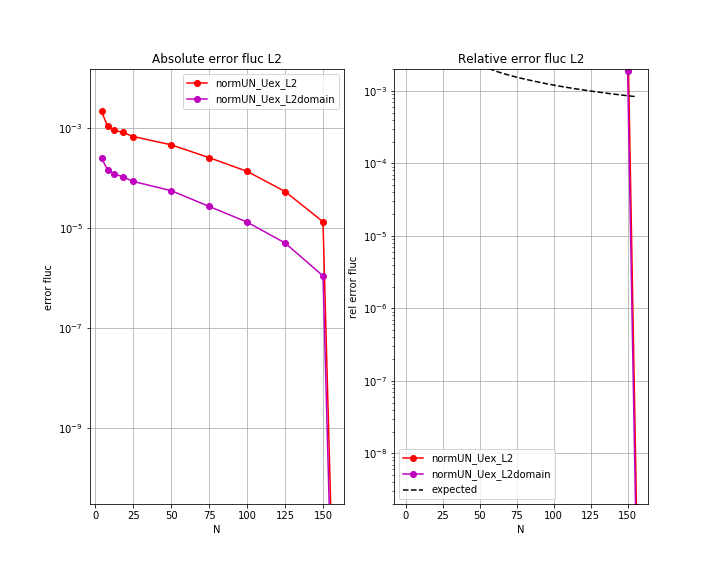 Absolute error fluc L2
normUN_Uex_L2
normUN_Uex_L2domain
10⁻³
10⁻⁵
10⁻⁷
10⁻⁹
error fluc
0 25 50 75 100 125 150
N
Relative error fluc L2
10⁻³
10⁻⁴
10⁻⁵
10⁻⁶
10⁻⁷
10⁻⁸
rel error fluc
normUN_Uex_L2
normUN_Uex_L2domain
expected
0 25 50 75 100 125 150
N